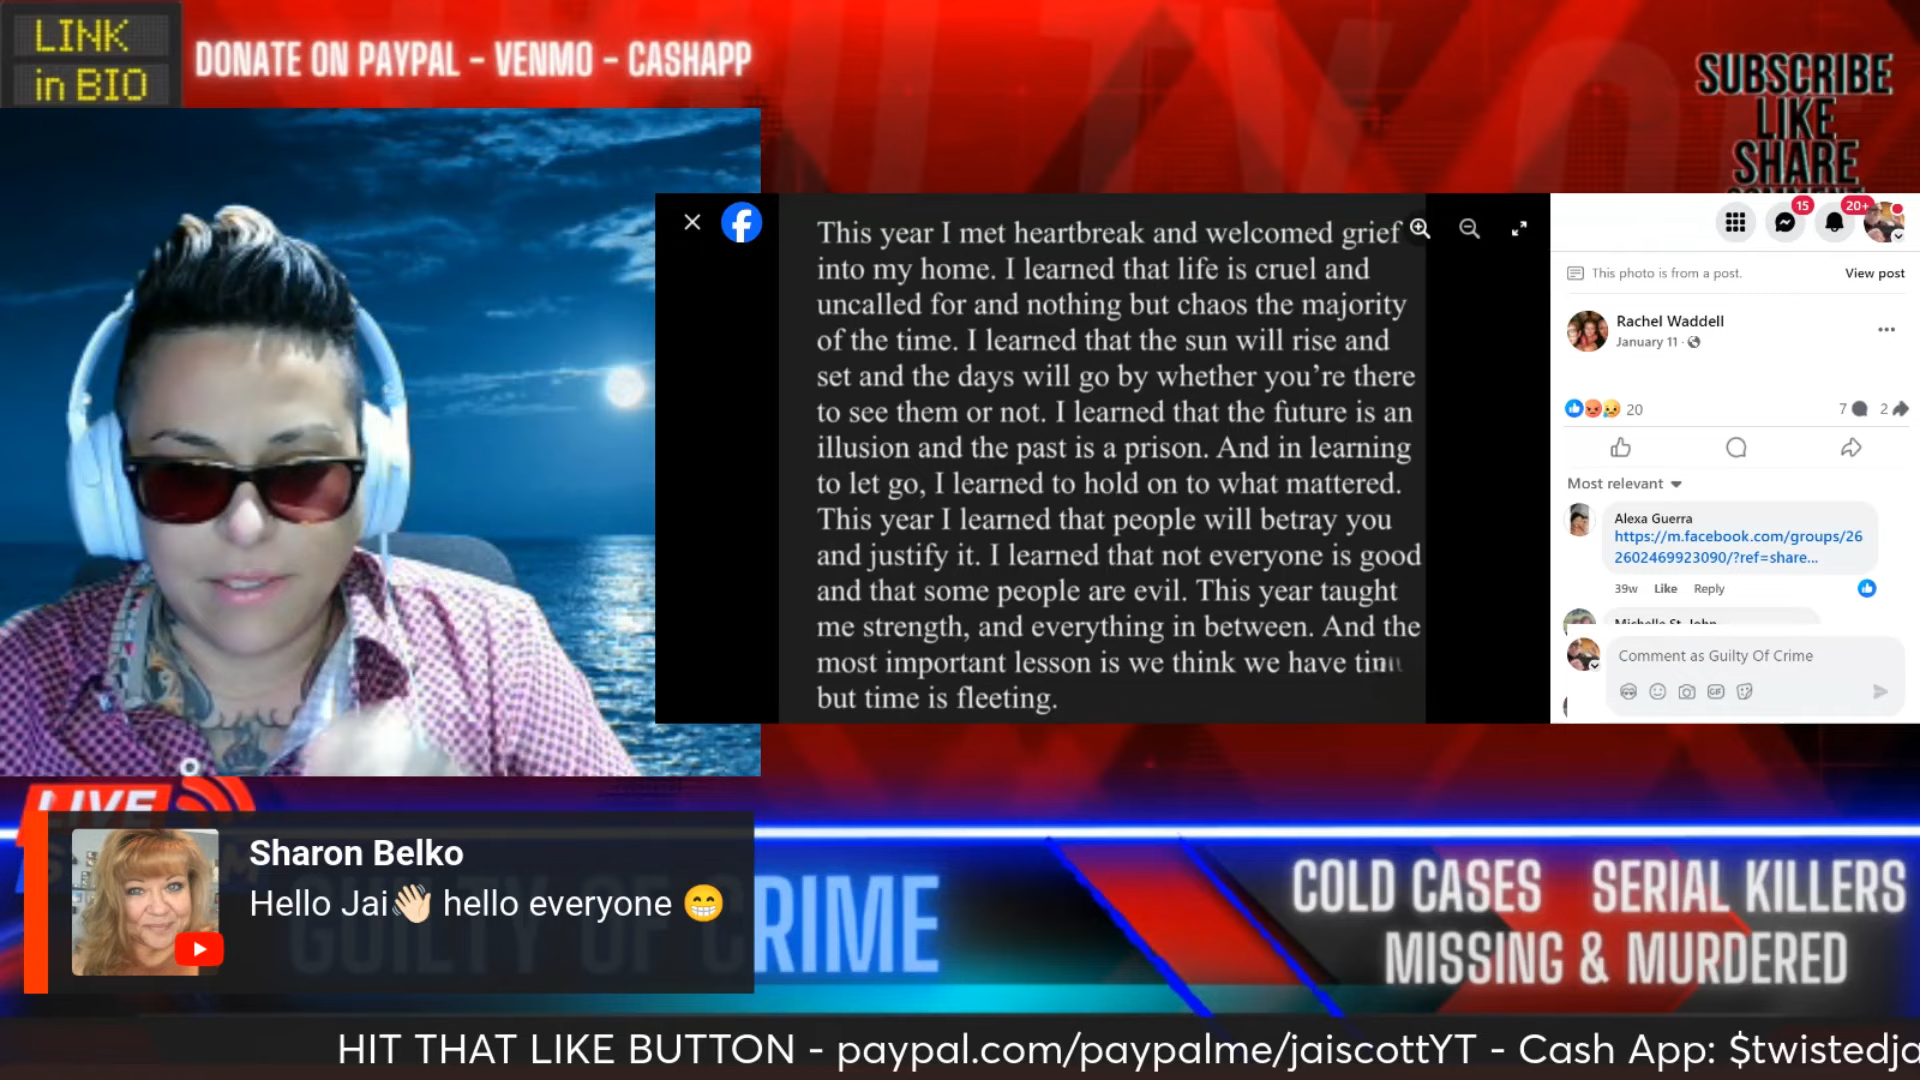 LINK
in BIO
DONATE ON PAYPAL - VENMO - CASHAPP
SUBSCRIBE
LIKE
SHARE
This year I met heartbreak and welcomed grief
into my home. I learned that life is cruel and
uncalled for and nothing but chaos the majority
of the time. I learned that the sun will rise and
set and the days will go by whether you're there
to see them or not. I learned that the future is an
illusion and the past is a prison. And in learning
to let go, I learned to hold on to what mattered.
This year I learned that people will betray you
and justify it. I learned that not everyone is good
and that some people are evil. This year taught
me strength, and everything in between. And the
most important lesson is we think we have
but time is fleeting.
15
20+
This photo is from a post.
View post
Rachel Waddell
January 11
20
7
2
Most relevant
Alexa Guerra
https://m.facebook.com/groups/26
2602469923090/?ref=share...
39w Like Reply
Michelle St. John
Comment as Guilty Of Crime
GIF
LIVE
Sharon Belko
Hello Jai👋🏻 hello everyone 😁
GUILTY OF CRIME
COLD CASES SERIAL KILLERS
MISSING & MURDERED
HIT THAT LIKE BUTTON - paypal.com/paypalme/jaiscottYT - Cash App: $twistedja